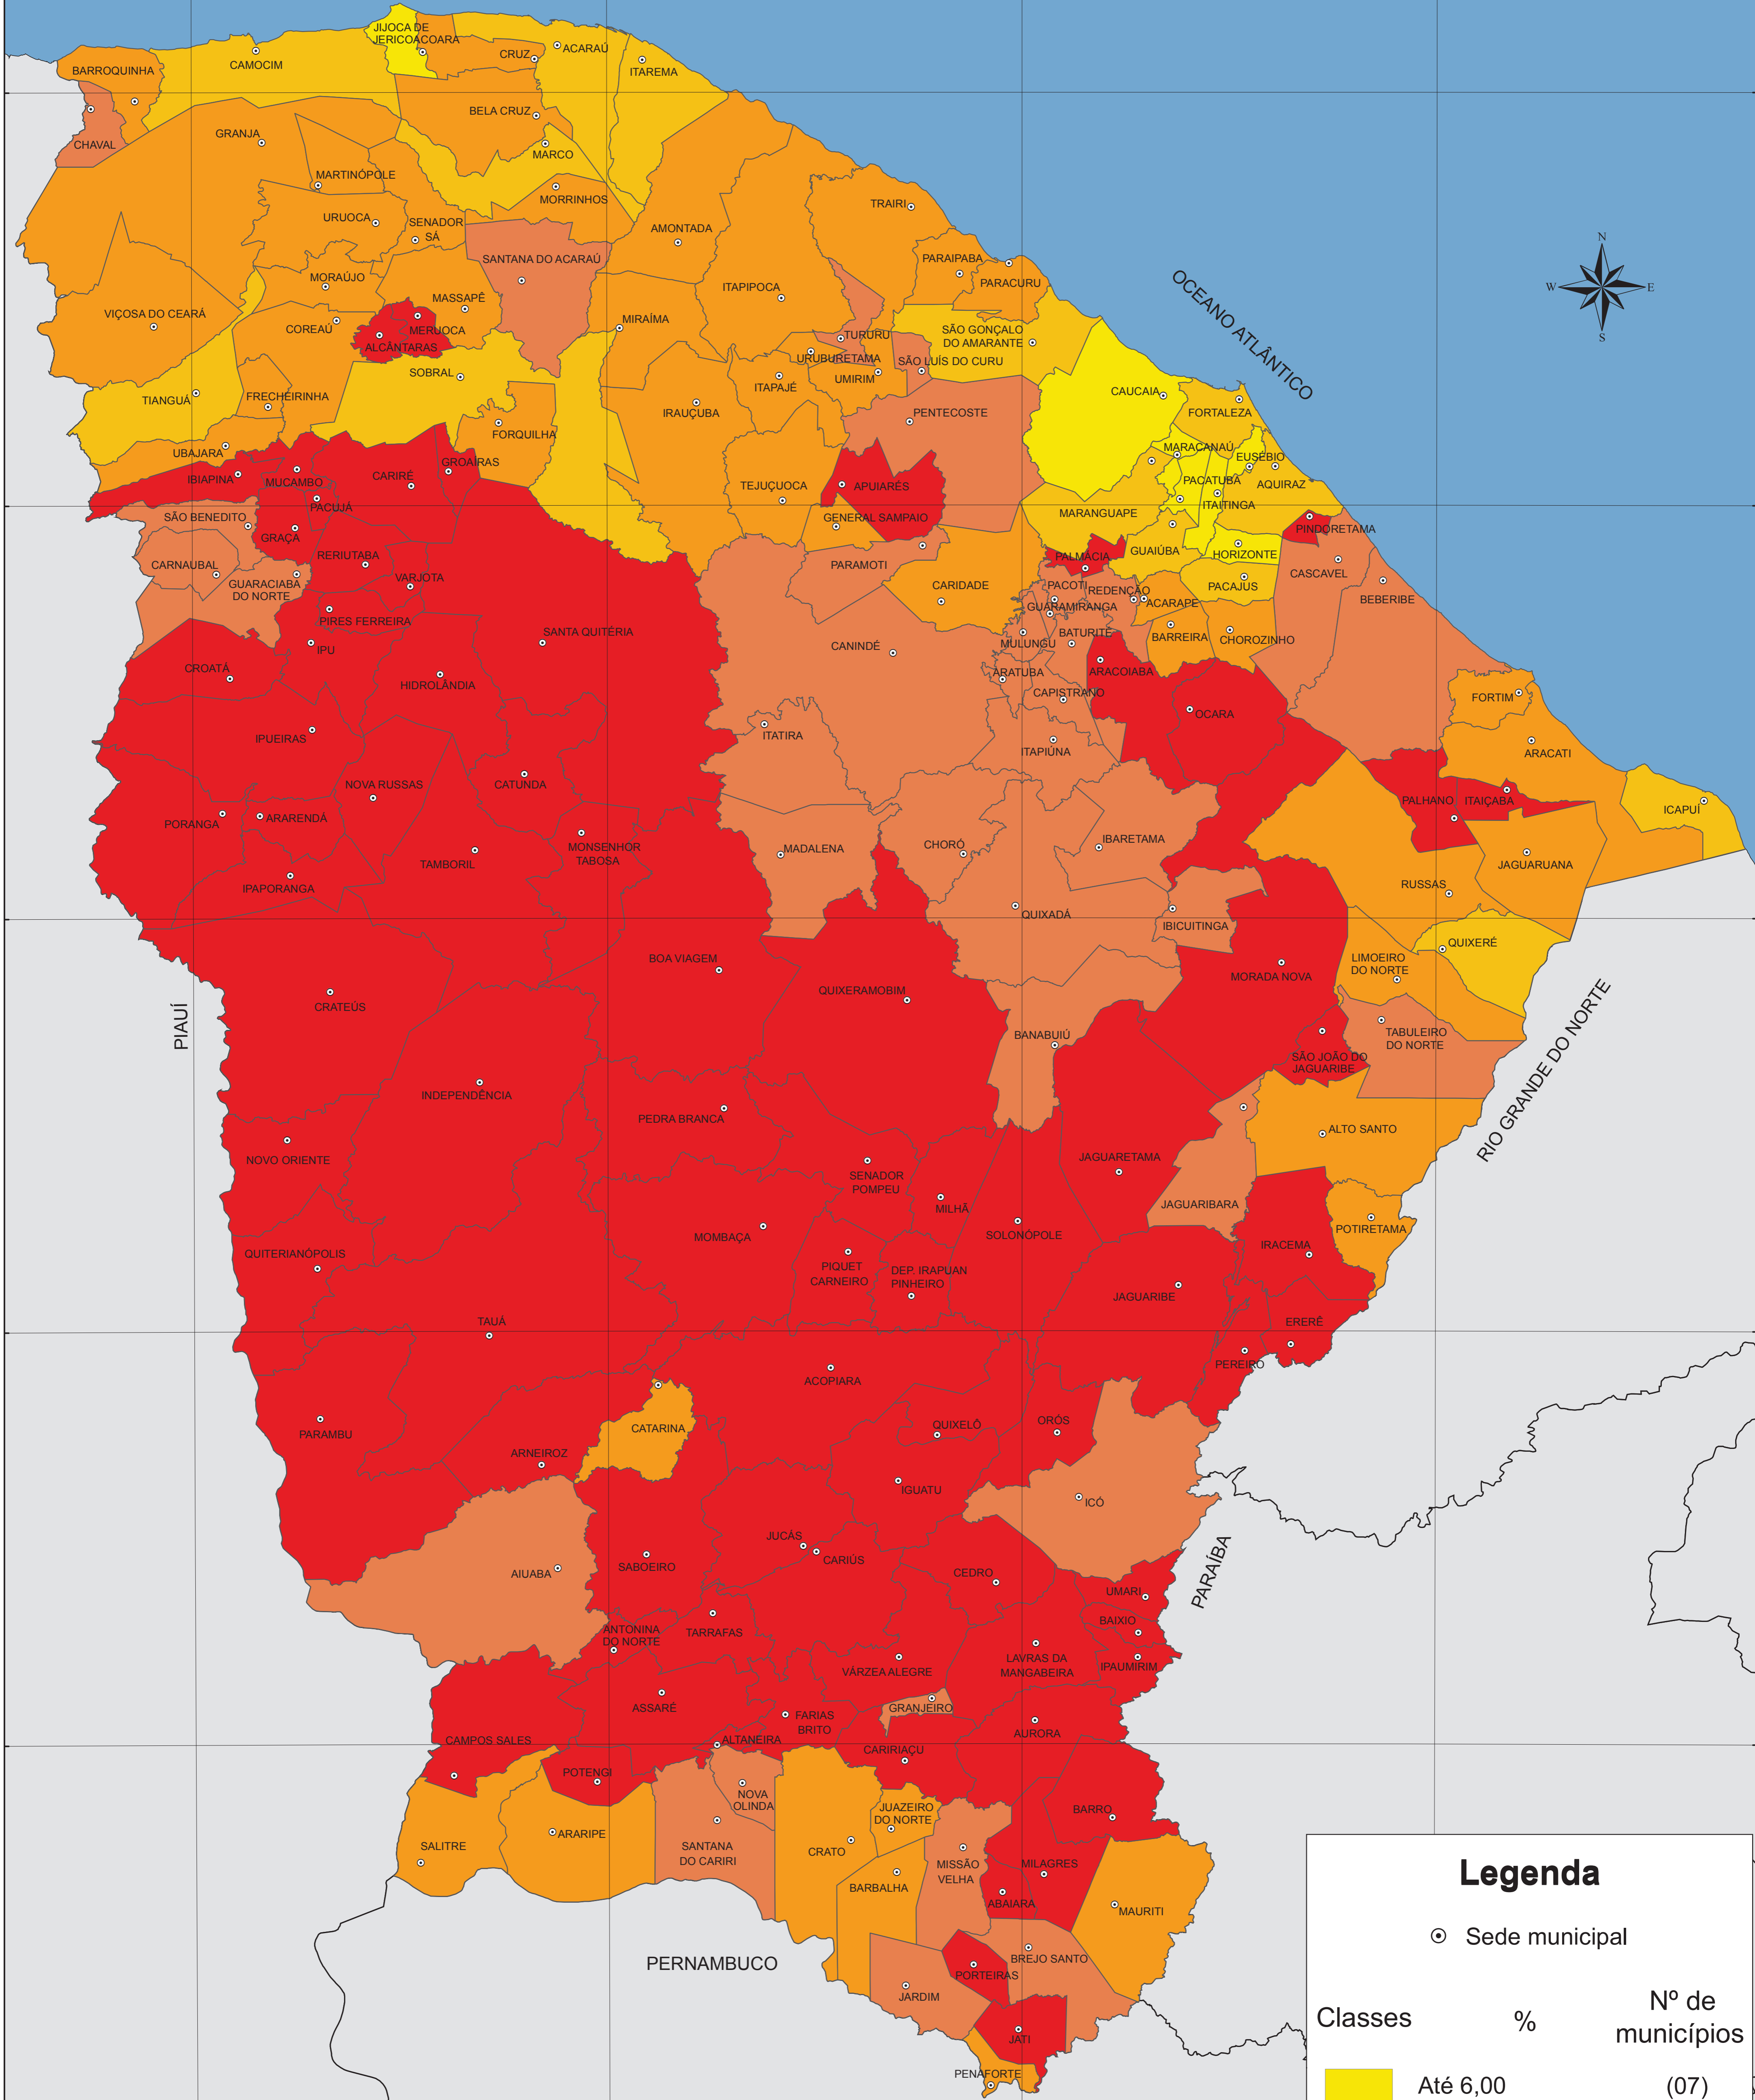 JIJOCA DE
JERICOACOARA
CRUZ
ACARAÚ
ITAREMA
BARROQUINHA
CAMOCIM
BELA CRUZ
CHAVAL
GRANJA
MARCO
MARTINÓPOLE
MORRINHOS
URUOCA
SENADOR
SÁ
AMONTADA
TRAIRI
SANTANA DO ACARAÚ
PARAIPABA
PARACURU
OCEANO ATLÂNTICO
N
W
E
S
MORAÚJO
ITAPIPOCA
MASSAPÊ
VIÇOSA DO CEARÁ
COREAÚ
MERUOCA
ALCÂNTARAS
MIRAÍMA
TURURU
SÃO GONÇALO
DO AMARANTE
URUBURETAMA
SÃO LUÍS DO CURU
SOBRAL
UMIRIM
ITAPAJÉ
TIANGUÁ
FRECHEIRINHA
IRAUÇUBA
PENTECOSTE
CAUCAIA
FORTALEZA
FORQUILHA
UBAJARA
MARACANAÚ
EUSÉBIO
GROAÍRAS
CARIRÉ
IBIAPINA
MUCAMBO
TEJUÇUOCA
APUIARÉS
PACATUBA
AQUIRAZ
ITAITINGA
PACUJÁ
SÃO BENEDITO
GENERAL SAMPAIO
MARANGUAPE
PINDORETAMA
GRAÇA
RERIUTABA
PALMÁCIA
GUAIÚBA
HORIZONTE
CARNAUBAL
GUARACIABA
DO NORTE
VARJOTA
PARAMOTI
CARIDADE
PACOTI
REDENÇÃO
PACAJUS
CASCAVEL
BEBERIBE
ACARAPE
GUARAMIRANGA
PIRES FERREIRA
SANTA QUITÉRIA
BATURITÉ
BARREIRA
CHOROZINHO
MULUNGU
IPU
CANINDÉ
CROATÁ
ARATUBA
ARACOIABA
HIDROLÂNDIA
CAPISTRANO
FORTIM
OCARA
IPUEIRAS
ITATIRA
ITAPIÚNA
ARACATI
NOVA RUSSAS
CATUNDA
PALHANO
ITAIÇABA
ICAPUÍ
PORANGA
ARARENDÁ
MONSENHOR
TABOSA
MADALENA
CHORÓ
IBARETAMA
TAMBORIL
JAGUARUANA
IPAPORANGA
RUSSAS
QUIXADÁ
IBICUITINGA
QUIXERÉ
BOA VIAGEM
LIMOEIRO
DO NORTE
MORADA NOVA
QUIXERAMOBIM
CRATEÚS
PIAUÍ
BANABUIÚ
TABULEIRO
DO NORTE
SÃO JOÃO DO
JAGUARIBE
RIO GRANDE DO NORTE
INDEPENDÊNCIA
PEDRA BRANCA
ALTO SANTO
NOVO ORIENTE
JAGUARETAMA
SENADOR
POMPEU
MILHÃ
JAGUARIBARA
SOLONÓPOLE
MOMBAÇA
POTIRETAMA
IRACEMA
QUITERIANÓPOLIS
PIQUET
CARNEIRO
DEP. IRAPUAN
PINHEIRO
JAGUARIBE
TAUÁ
ERERÊ
PEREIRO
ACOPIARA
CATARINA
PARAMBU
QUIXELÔ
ORÓS
ARNEIROZ
IGUATU
ICÓ
JUCÁS
CARIÚS
SABOEIRO
AIUABA
CEDRO
PARAÍBA
UMARI
BAIXIO
ANTONINA
DO NORTE
TARRAFAS
LAVRAS DA
MANGABEIRA
IPAUMIRIM
VÁRZEA ALEGRE
ASSARÉ
GRANJEIRO
FARIAS
BRITO
AURORA
CAMPOS SALES
ALTANEIRA
CARIRIAÇU
POTENGI
NOVA
OLINDA
JUAZEIRO
DO NORTE
BARRO
ARARIPE
SALITRE
SANTANA
DO CARIRI
CRATO
MISSÃO
VELHA
MILAGRES
BARBALHA
ABAIARA
MAURITI
BREJO SANTO
PERNAMBUCO
PORTEIRAS
JARDIM
JATI
PENAFORTE
Legenda
Sede municipal
Classes
%
Nº de
municípios
Até 6,00
(07)